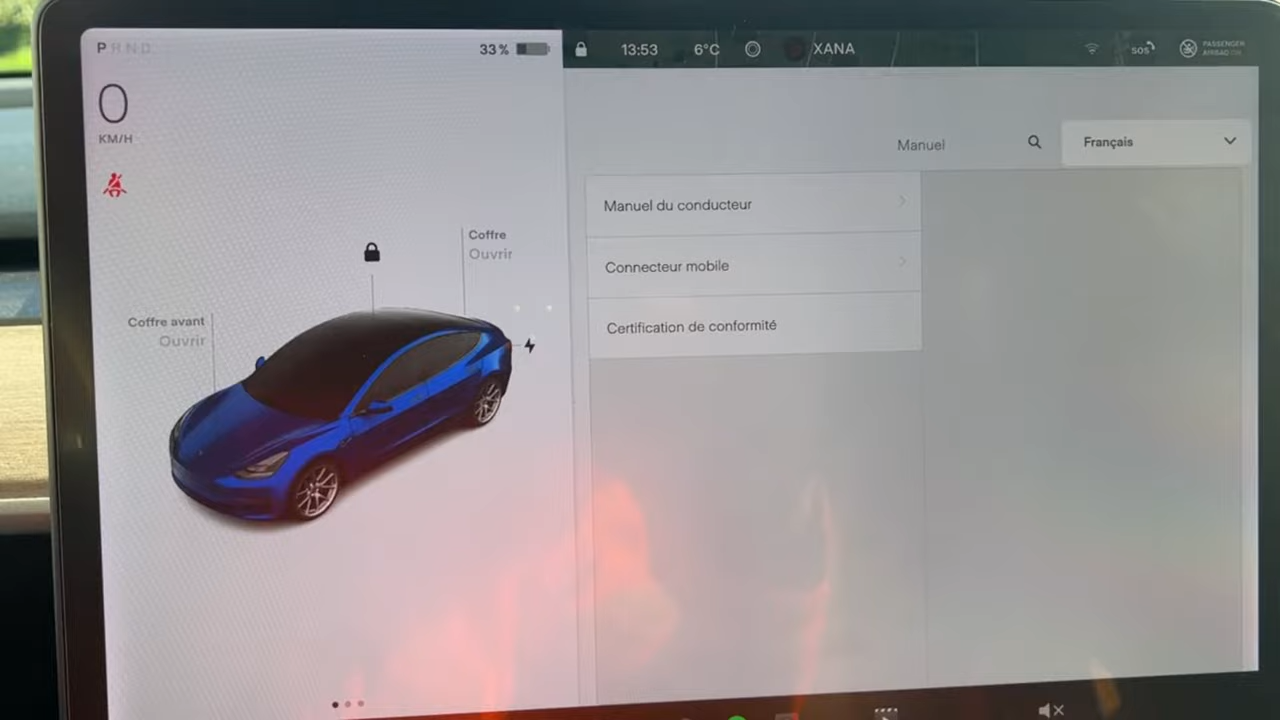 P R N D
33 %
13:53
6°C
XANA
SOS
PASSENGER
AIRBAG ON
0
KM/H
Manuel
Français
Manuel du conducteur
Connecteur mobile
Certification de conformité
Coffre
Ouvrir
Coffre avant
Ouvrir